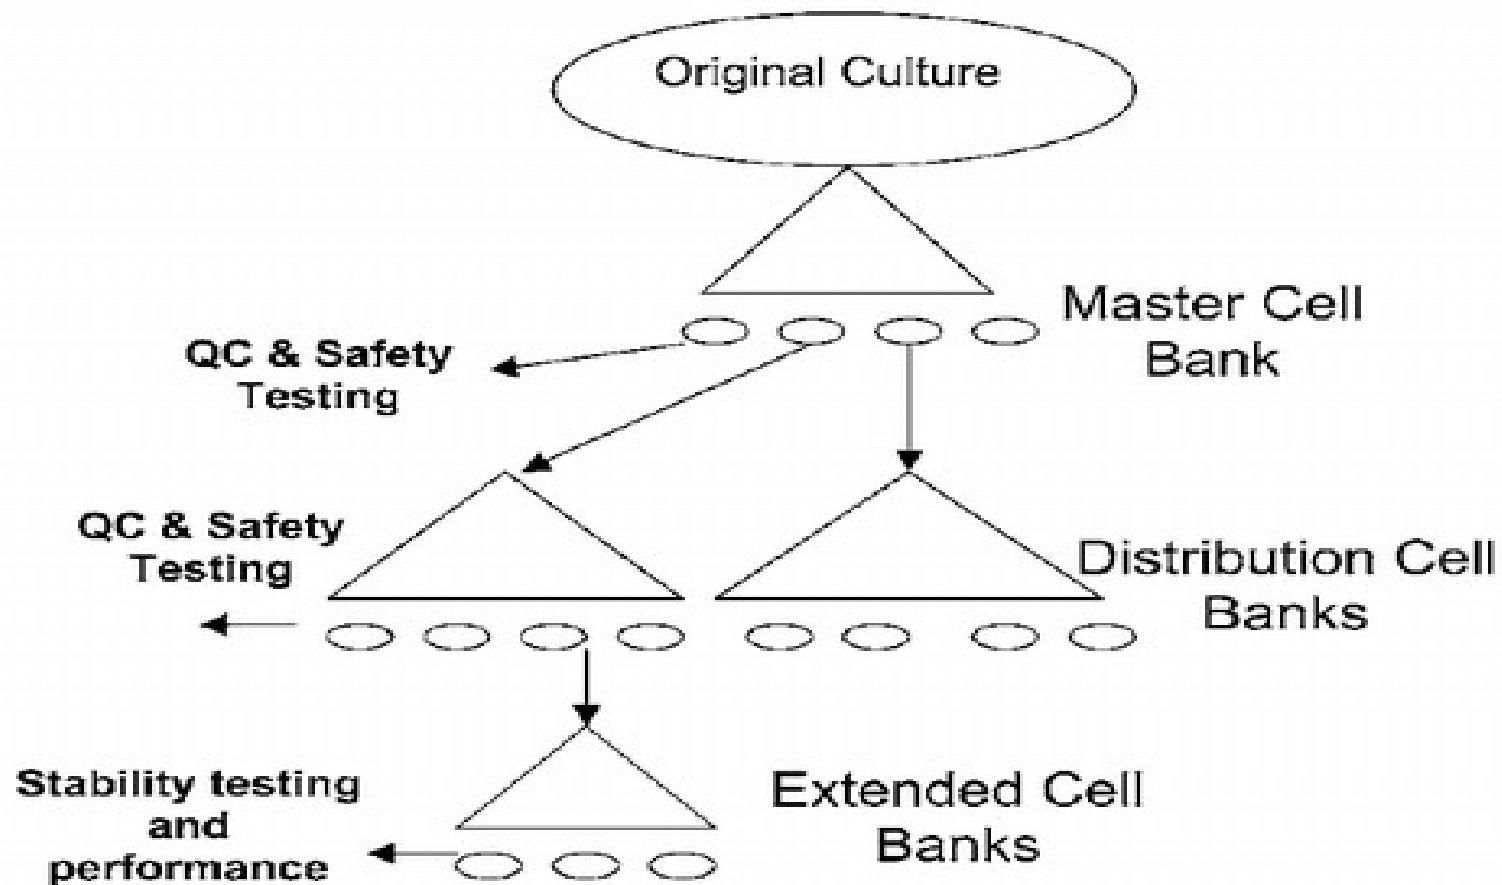 Original Culture
Master Cell
Bank
QC & Safety
Testing
QC & Safety
Testing
Distribution Cell
Banks
Extended Cell
Banks
Stability testing
and
performance